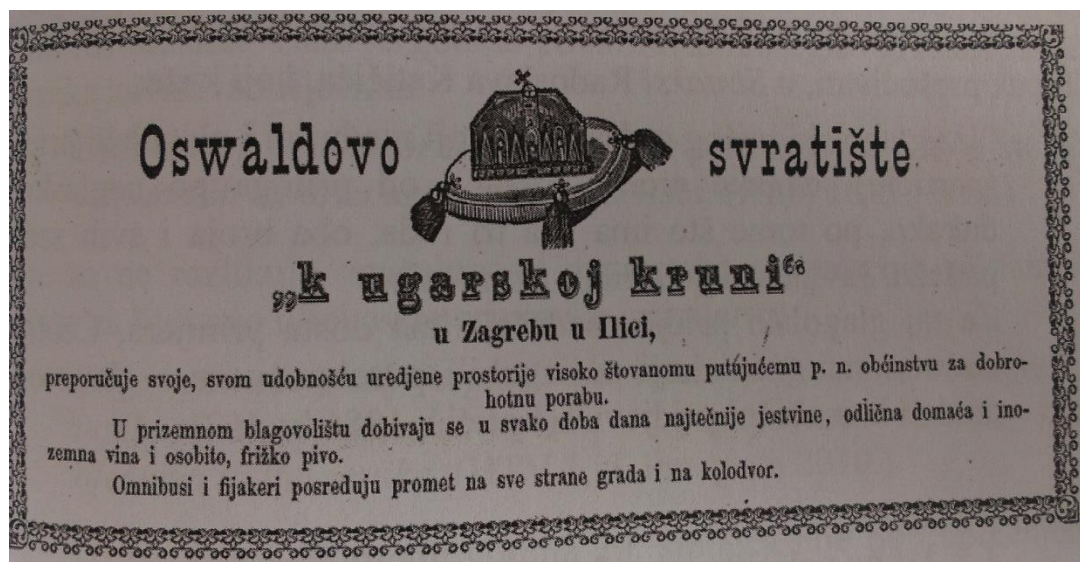 Oswaldovo svratište
„k ugarskoj kruni“
u Zagrebu u Ilici,
preporučuje svoje, svom udobnošću uredjene prostorije visoko štovanomu putujućemu p. n. obćinstvu za dobro-
hotnu porabu.
U prizemnom blagovolištu dobivaju se u svako doba dana najtečnije jestvine, odlična domaća i ino-
zemna vina i osobito, frižko pivo.
Omnibusi i fijakeri posreduju promet na sve strane grada i na kolodvor.